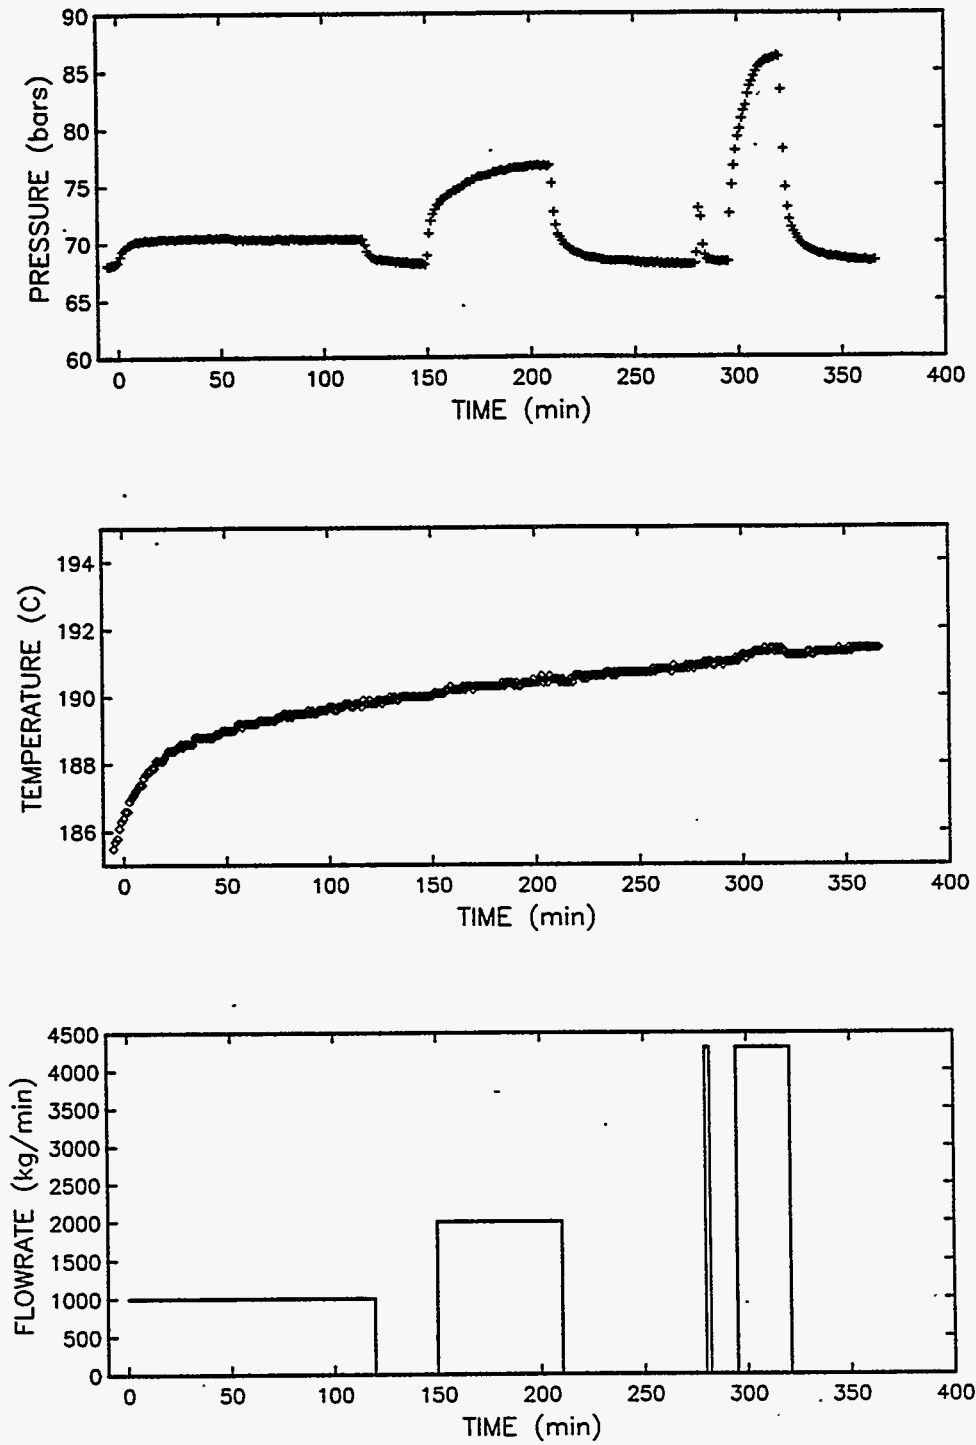 90
85
80
75
70
65
60
PRESSURE (bars)
0 50 100 150 200 250 300 350 400
TIME (min)
194
192
190
188
186
TEMPERATURE (C)
0 50 100 150 200 250 300 350 400
TIME (min)
4500
4000
3500
3000
2500
2000
1500
1000
500
0
FLOWRATE (kg/min)
0 50 100 150 200 250 300 350 400
TIME (min)